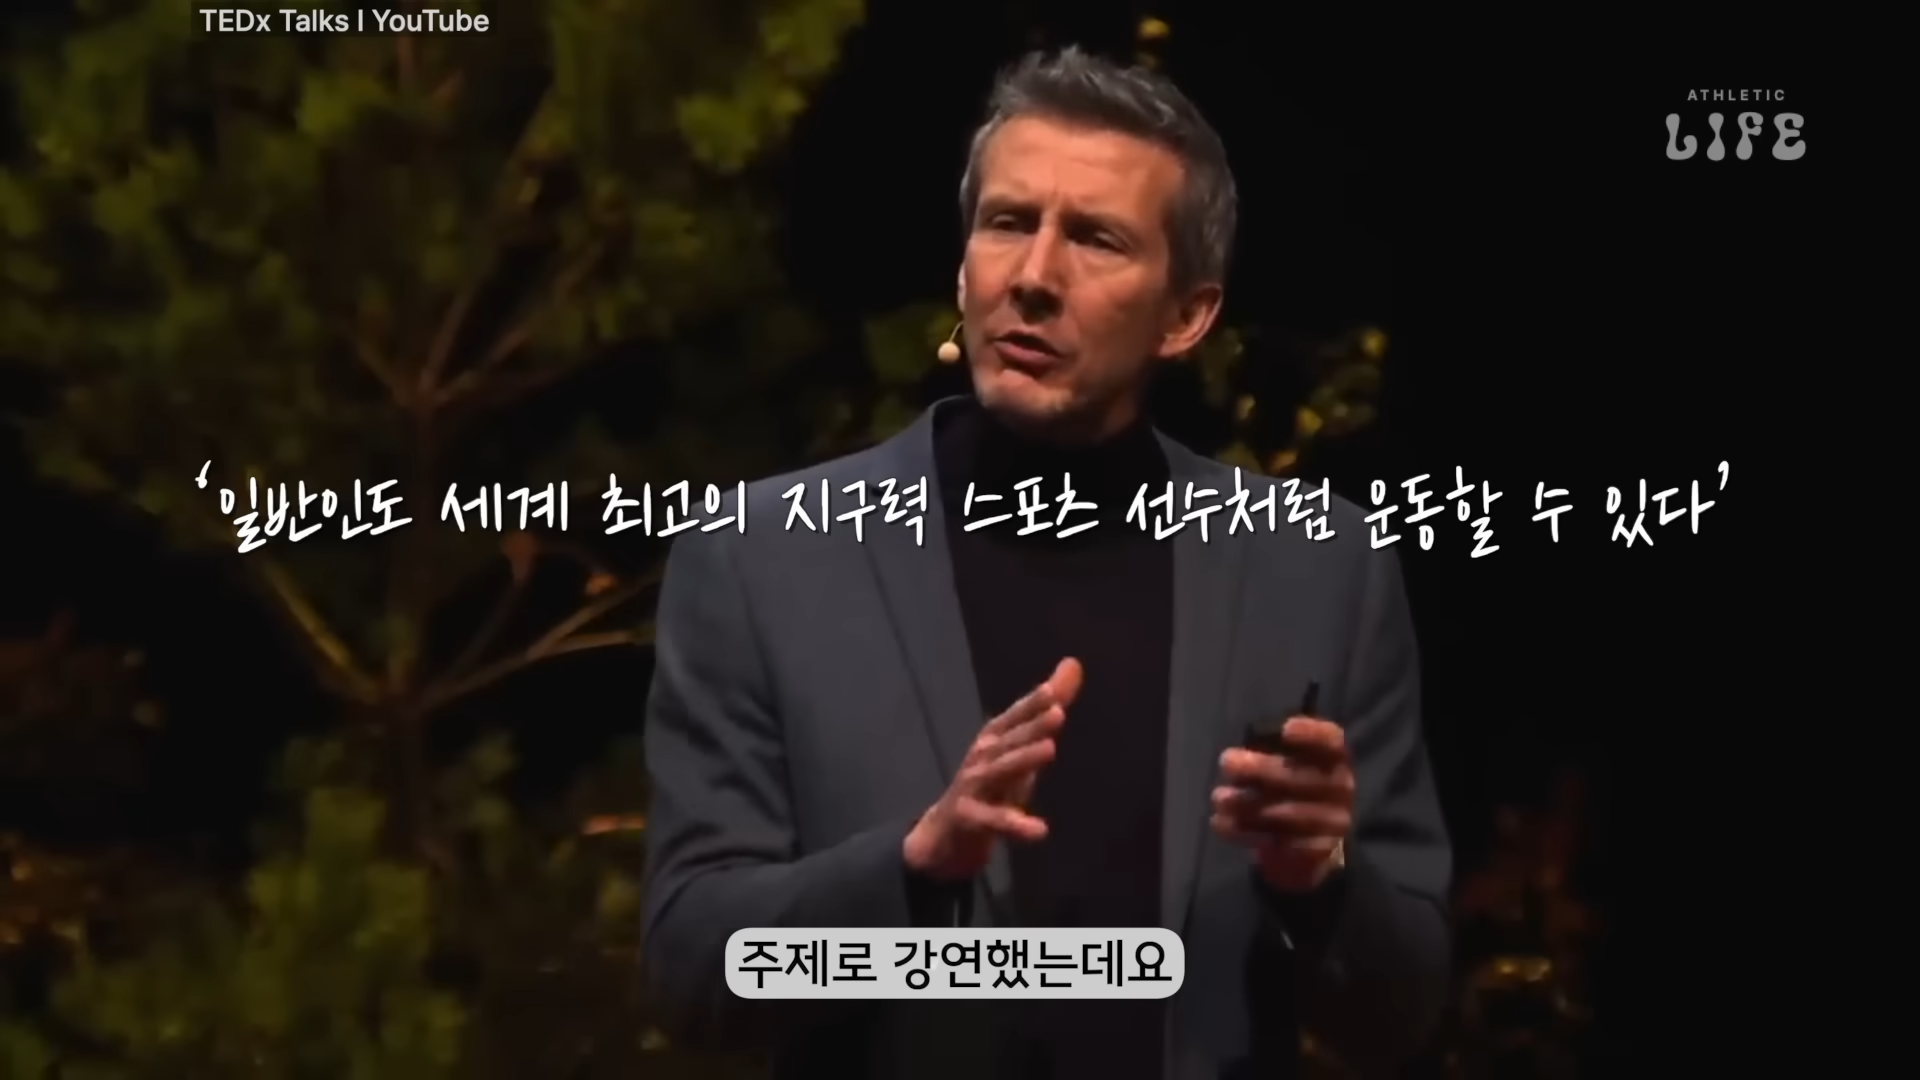 TEDx Talks I YouTube
ATHLETIC
LIFE
‘일반인도 세계 최고의 지구력 스포츠 선수처럼 운동할 수 있다’
주제로 강연했는데요